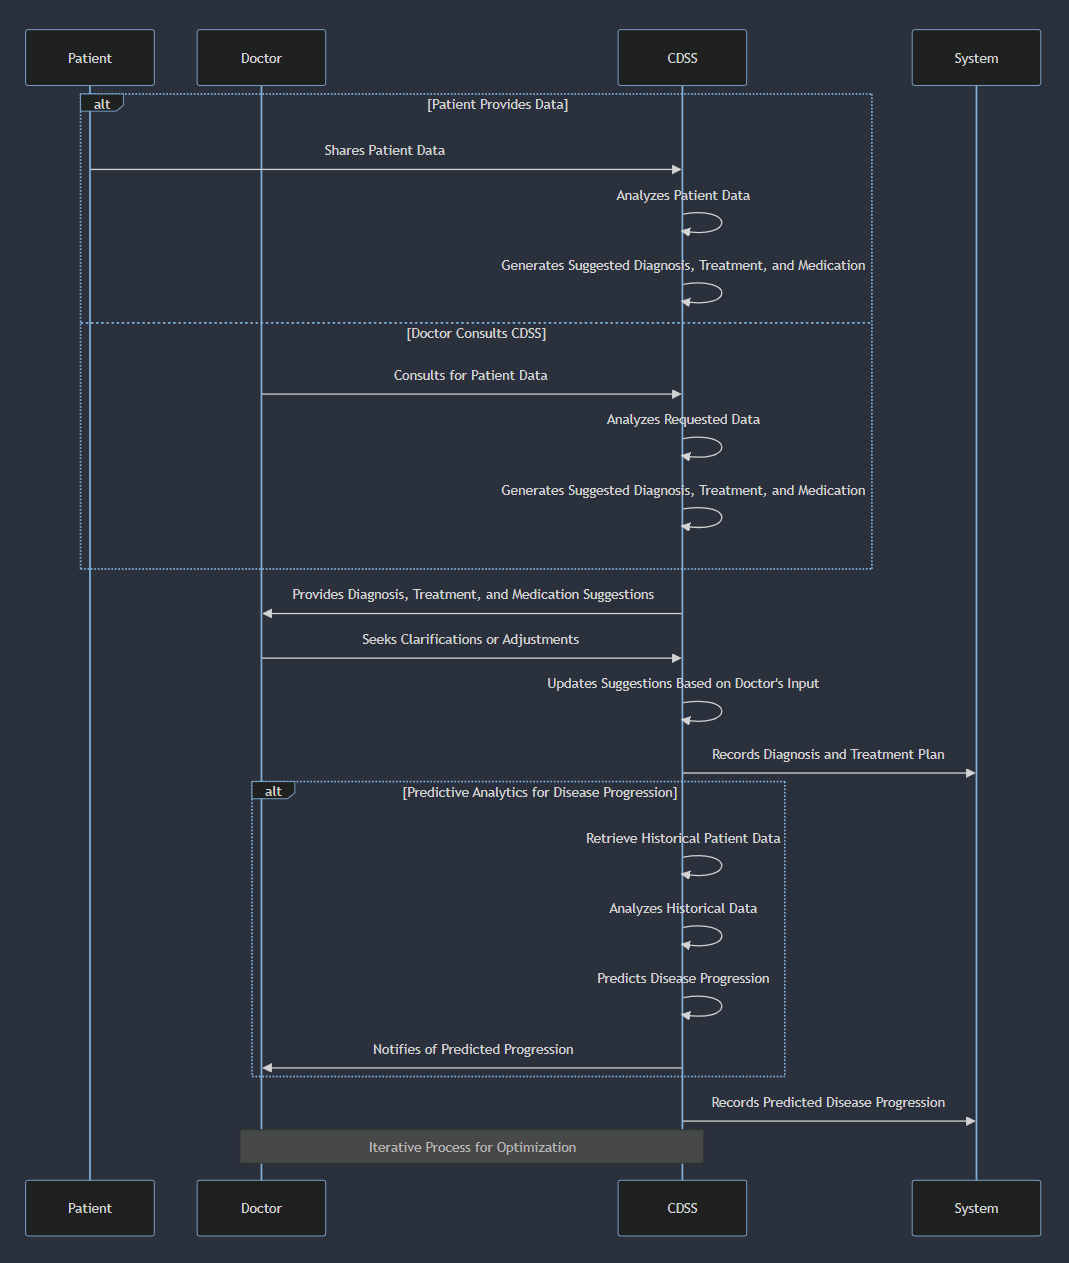 Patient
Doctor
CDSS
System
alt
[Patient Provides Data]
Shares Patient Data
Analyzes Patient Data
Generates Suggested Diagnosis, Treatment, and Medication
[Doctor Consults CDSS]
Consults for Patient Data
Analyzes Requested Data
Generates Suggested Diagnosis, Treatment, and Medication
Provides Diagnosis, Treatment, and Medication Suggestions
Seeks Clarifications or Adjustments
Updates Suggestions Based on Doctor's Input
Records Diagnosis and Treatment Plan
alt
[Predictive Analytics for Disease Progression]
Retrieve Historical Patient Data
Analyzes Historical Data
Predicts Disease Progression
Notifies of Predicted Progression
Records Predicted Disease Progression
Iterative Process for Optimization
Patient
Doctor
CDSS
System